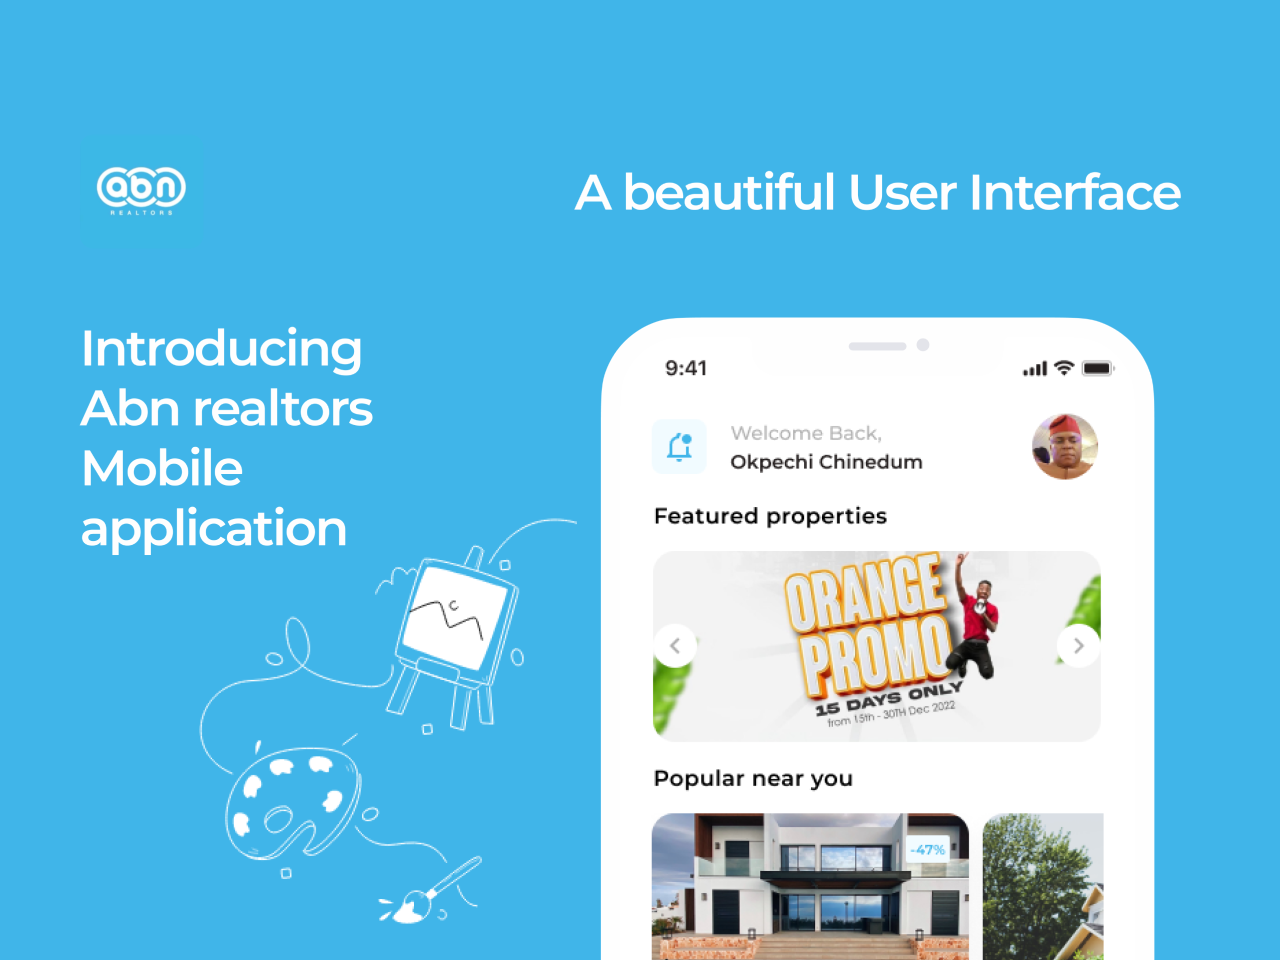 abn
REALTORS
A beautiful User Interface
Introducing
Abn realtors
Mobile
application
9:41
Welcome Back,
Okpechi Chinedum
Featured properties
ORANGE
PROMO
15 DAYS ONLY
from 15th - 30TH Dec 2022
Popular near you
-47%